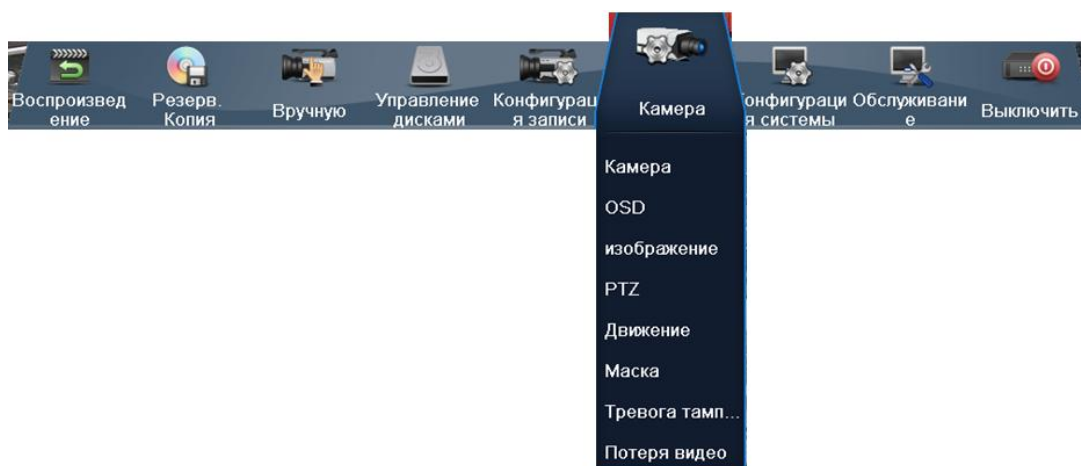 Воспроизвед
ение
Резерв.
Копия
Вручную
Управление
дисками
Конфигураци
я записи
Камера
Конфигураци
я системы
Обслуживани
е
Выключить
Камера
OSD
изображение
PTZ
Движение
Маска
Тревога тамп...
Потеря видео